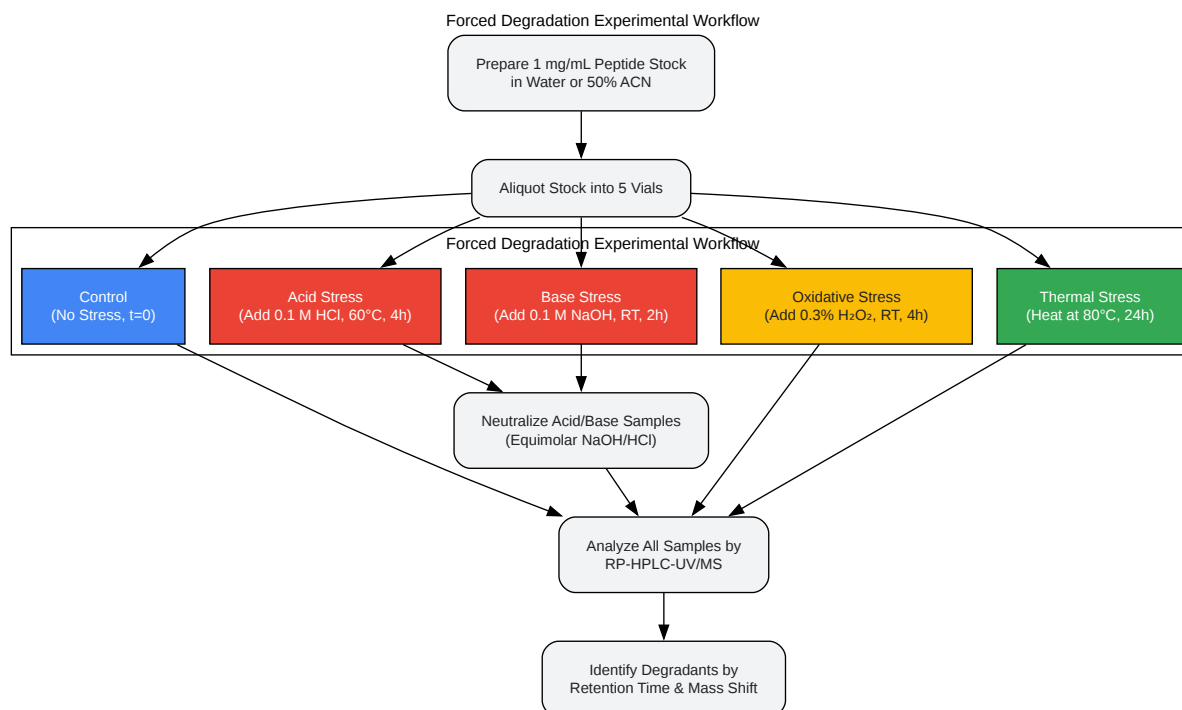 Forced Degradation Experimental Workflow
Prepare 1 mg/mL Peptide Stock
in Water or 50% ACN
Aliquot Stock into 5 Vials
Forced Degradation Experimental Workflow
Control
(No Stress, t=0)
Acid Stress
(Add 0.1 M HCl, 60°C, 4h)
Base Stress
(Add 0.1 M NaOH, RT, 2h)
Oxidative Stress
(Add 0.3% H₂O₂, RT, 4h)
Thermal Stress
(Heat at 80°C, 24h)
Neutralize Acid/Base Samples
(Equimolar NaOH/HCl)
Analyze All Samples by
RP-HPLC-UV/MS
Identify Degradants by
Retention Time & Mass Shift